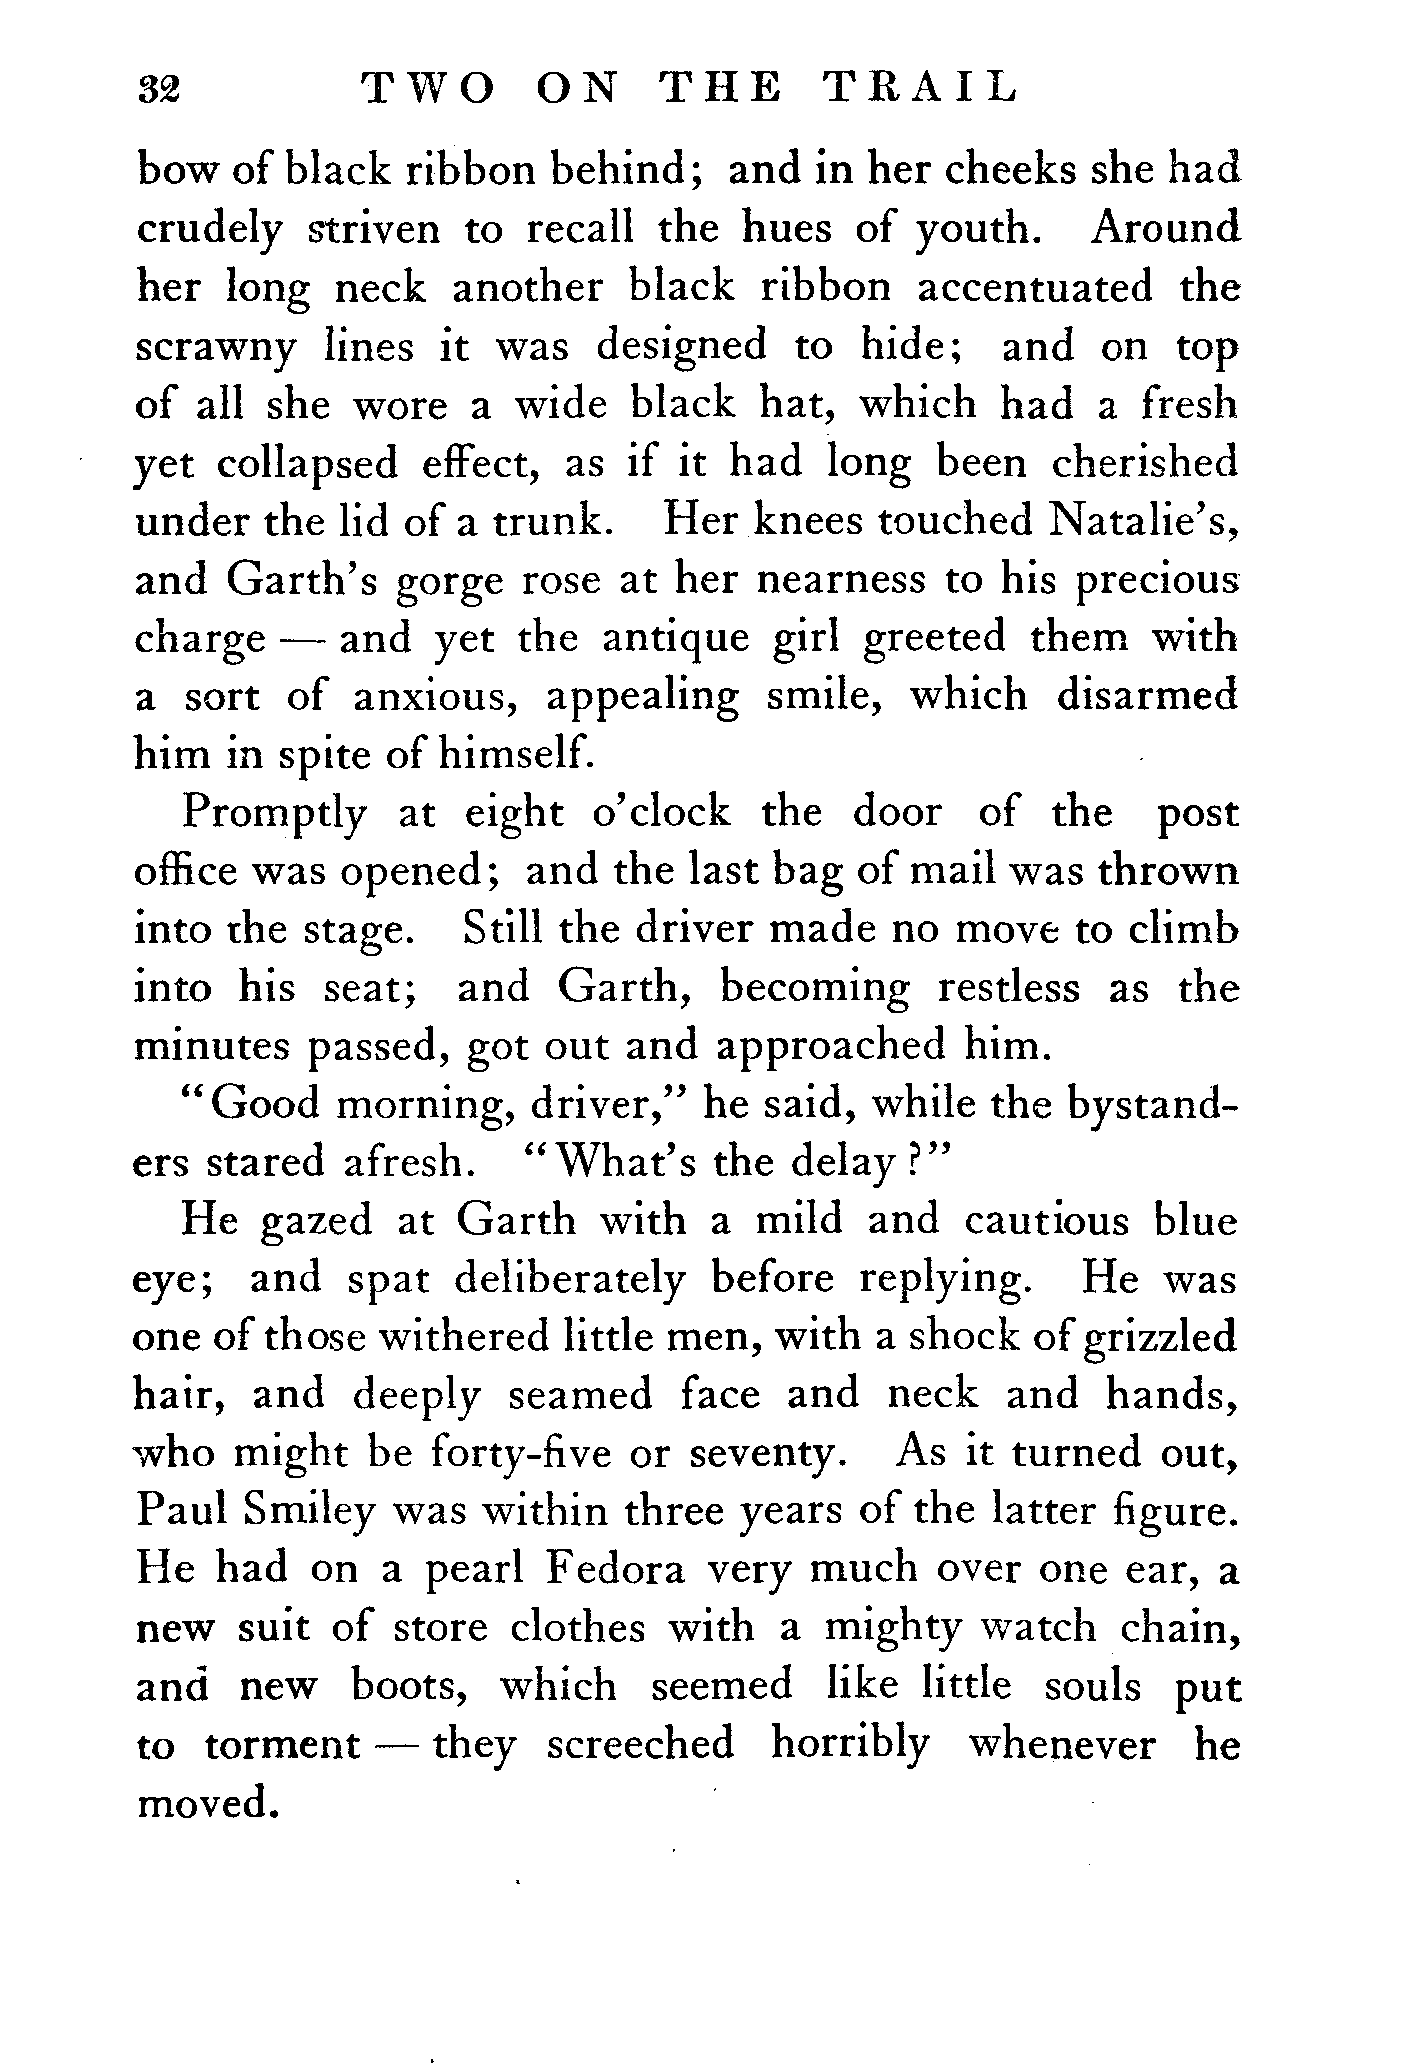 32 TWO ON THE TRAIL
bow of black ribbon behind; and in her cheeks she had
crudely striven to recall the hues of youth. Around
her long neck another black ribbon accentuated the
scrawny lines it was designed to hide; and on top
of all she wore a wide black hat, which had a fresh
yet collapsed effect, as if it had long been cherished
under the lid of a trunk. Her knees touched Natalie's,
and Garth's gorge rose at her nearness to his precious
charge — and yet the antique girl greeted them with
a sort of anxious, appealing smile, which disarmed
him in spite of himself.
Promptly at eight o'clock the door of the post
office was opened; and the last bag of mail was thrown
into the stage. Still the driver made no move to climb
into his seat; and Garth, becoming restless as the
minutes passed, got out and approached him.
"Good morning, driver," he said, while the bystand-
ers stared afresh. "What's the delay?"
He gazed at Garth with a mild and cautious blue
eye; and spat deliberately before replying. He was
one of those withered little men, with a shock of grizzled
hair, and deeply seamed face and neck and hands,
who might be forty-five or seventy. As it turned out,
Paul Smiley was within three years of the latter figure.
He had on a pearl Fedora very much over one ear, a
new suit of store clothes with a mighty watch chain,
and new boots, which seemed like little souls put
to torment — they screeched horribly whenever he
moved.